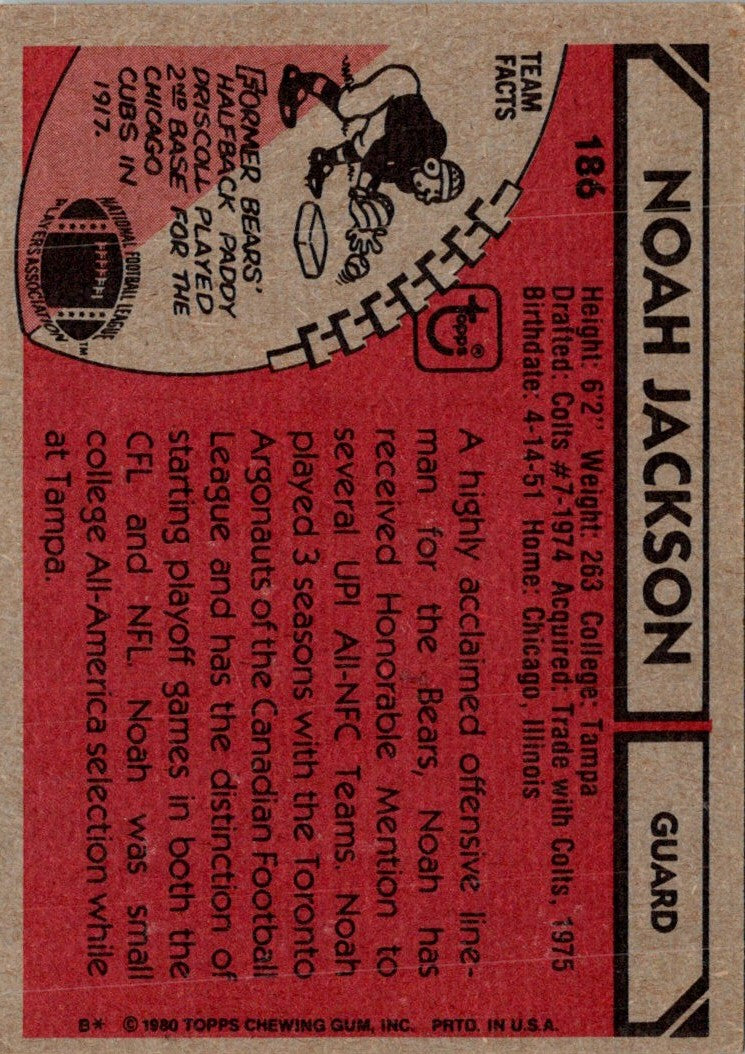 NOAH JACKSON
GUARD
186
Height: 6'2" Weight: 263 College: Tampa
Drafted: Colts #7-1974 Acquired: Trade with Colts, 1975
Birthdate: 4-14-51 Home: Chicago, Illinois
TEAM
FACTS
topps®
FORMER BEARS'
HALFBACK PADDY
DRISCOLL PLAYED
2ND BASE FOR THE
CHICAGO
CUBS IN
1917.
NATIONAL FOOTBALL LEAGUE
PLAYERS ASSOCIATION™
A highly acclaimed offensive line-
man for the Bears, Noah has
received Honorable Mention to
several UPI All-NFC Teams. Noah
played 3 seasons with the Toronto
Argonauts of the Canadian Football
League and has the distinction of
starting playoff games in both the
CFL and NFL. Noah was small
college All-America selection while
at Tampa.
B* © 1980 TOPPS CHEWING GUM, INC. PRTD. IN U.S.A.